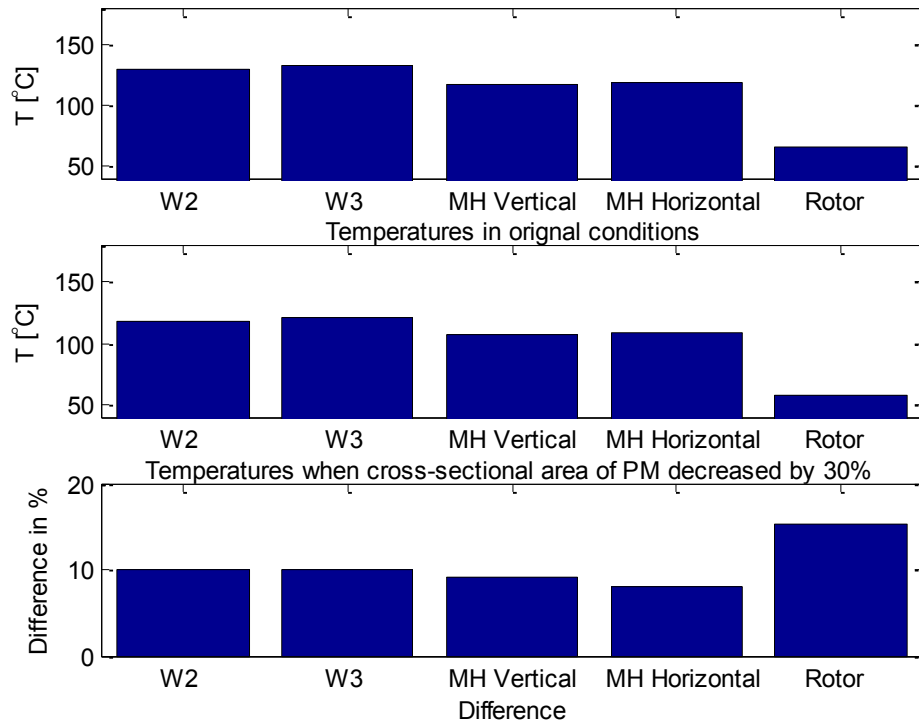 T [°C]
150
100
50
W2 W3 MH Vertical MH Horizontal Rotor
Temperatures in orignal conditions
T [°C]
150
100
50
W2 W3 MH Vertical MH Horizontal Rotor
Temperatures when cross-sectional area of PM decreased by 30%
Difference in %
20
10
0
W2 W3 MH Vertical MH Horizontal Rotor
Difference